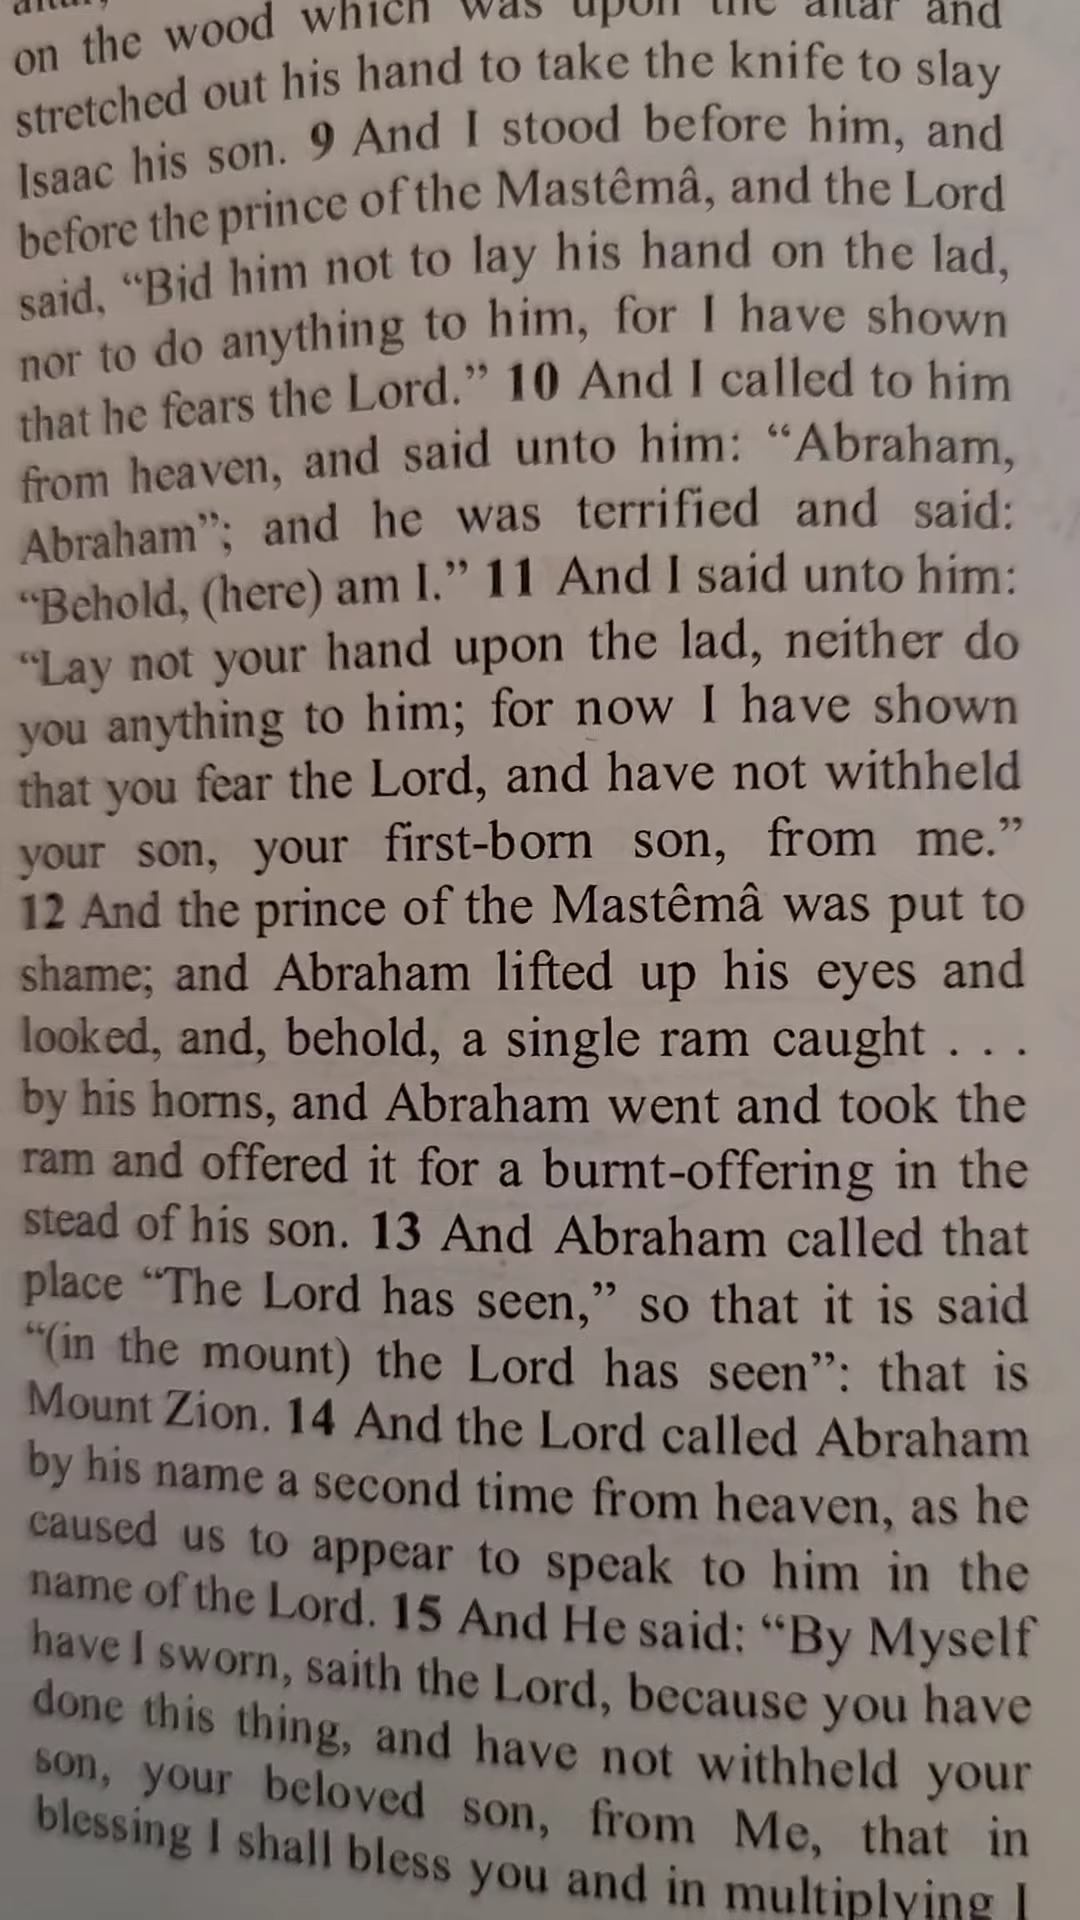 on the wood which was upon the altar and
stretched out his hand to take the knife to slay
Isaac his son. 9 And I stood before him, and
before the prince of the Mastêmâ, and the Lord
said, “Bid him not to lay his hand on the lad,
nor to do anything to him, for I have shown
that he fears the Lord.” 10 And I called to him
from heaven, and said unto him: “Abraham,
Abraham”; and he was terrified and said:
“Behold, (here) am I.” 11 And I said unto him:
“Lay not your hand upon the lad, neither do
you anything to him; for now I have shown
that you fear the Lord, and have not withheld
your son, your first-born son, from me.”
12 And the prince of the Mastêmâ was put to
shame; and Abraham lifted up his eyes and
looked, and, behold, a single ram caught . . .
by his horns, and Abraham went and took the
ram and offered it for a burnt-offering in the
stead of his son. 13 And Abraham called that
place “The Lord has seen,” so that it is said
“(in the mount) the Lord has seen”: that is
Mount Zion. 14 And the Lord called Abraham
by his name a second time from heaven, as he
caused us to appear to speak to him in the
name of the Lord. 15 And He said: “By Myself
have I sworn, saith the Lord, because you have
done this thing, and have not withheld your
son, your beloved son, from Me, that in
blessing I shall bless you and in multiplying I